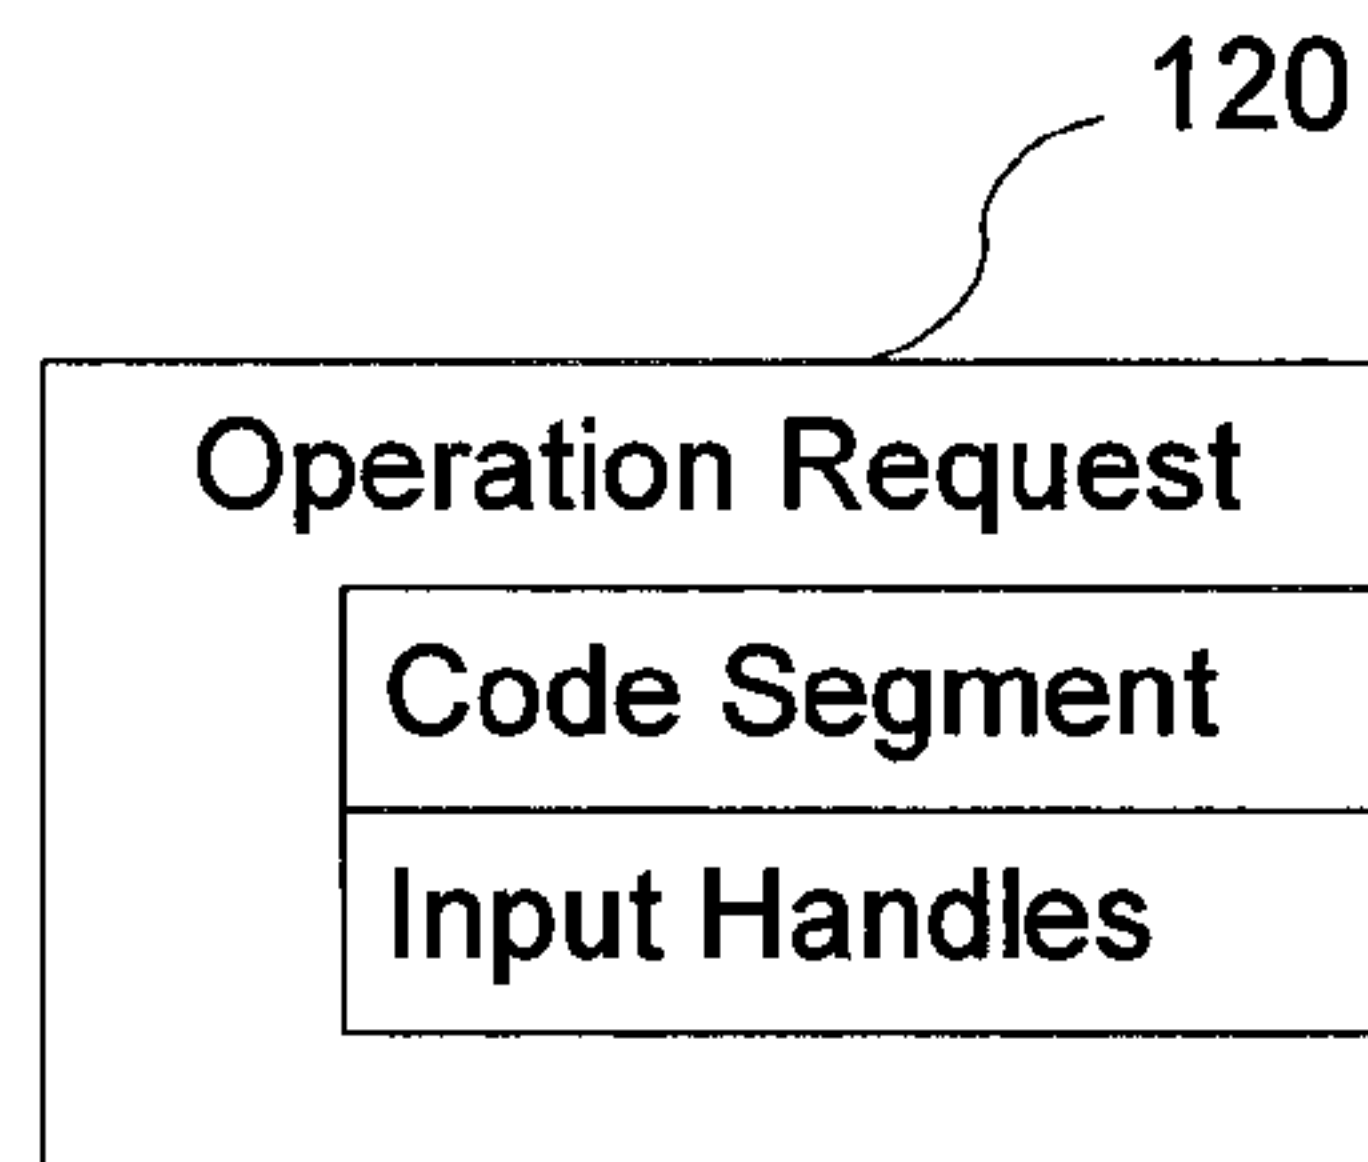 120
Operation Request
Code Segment
Input Handles